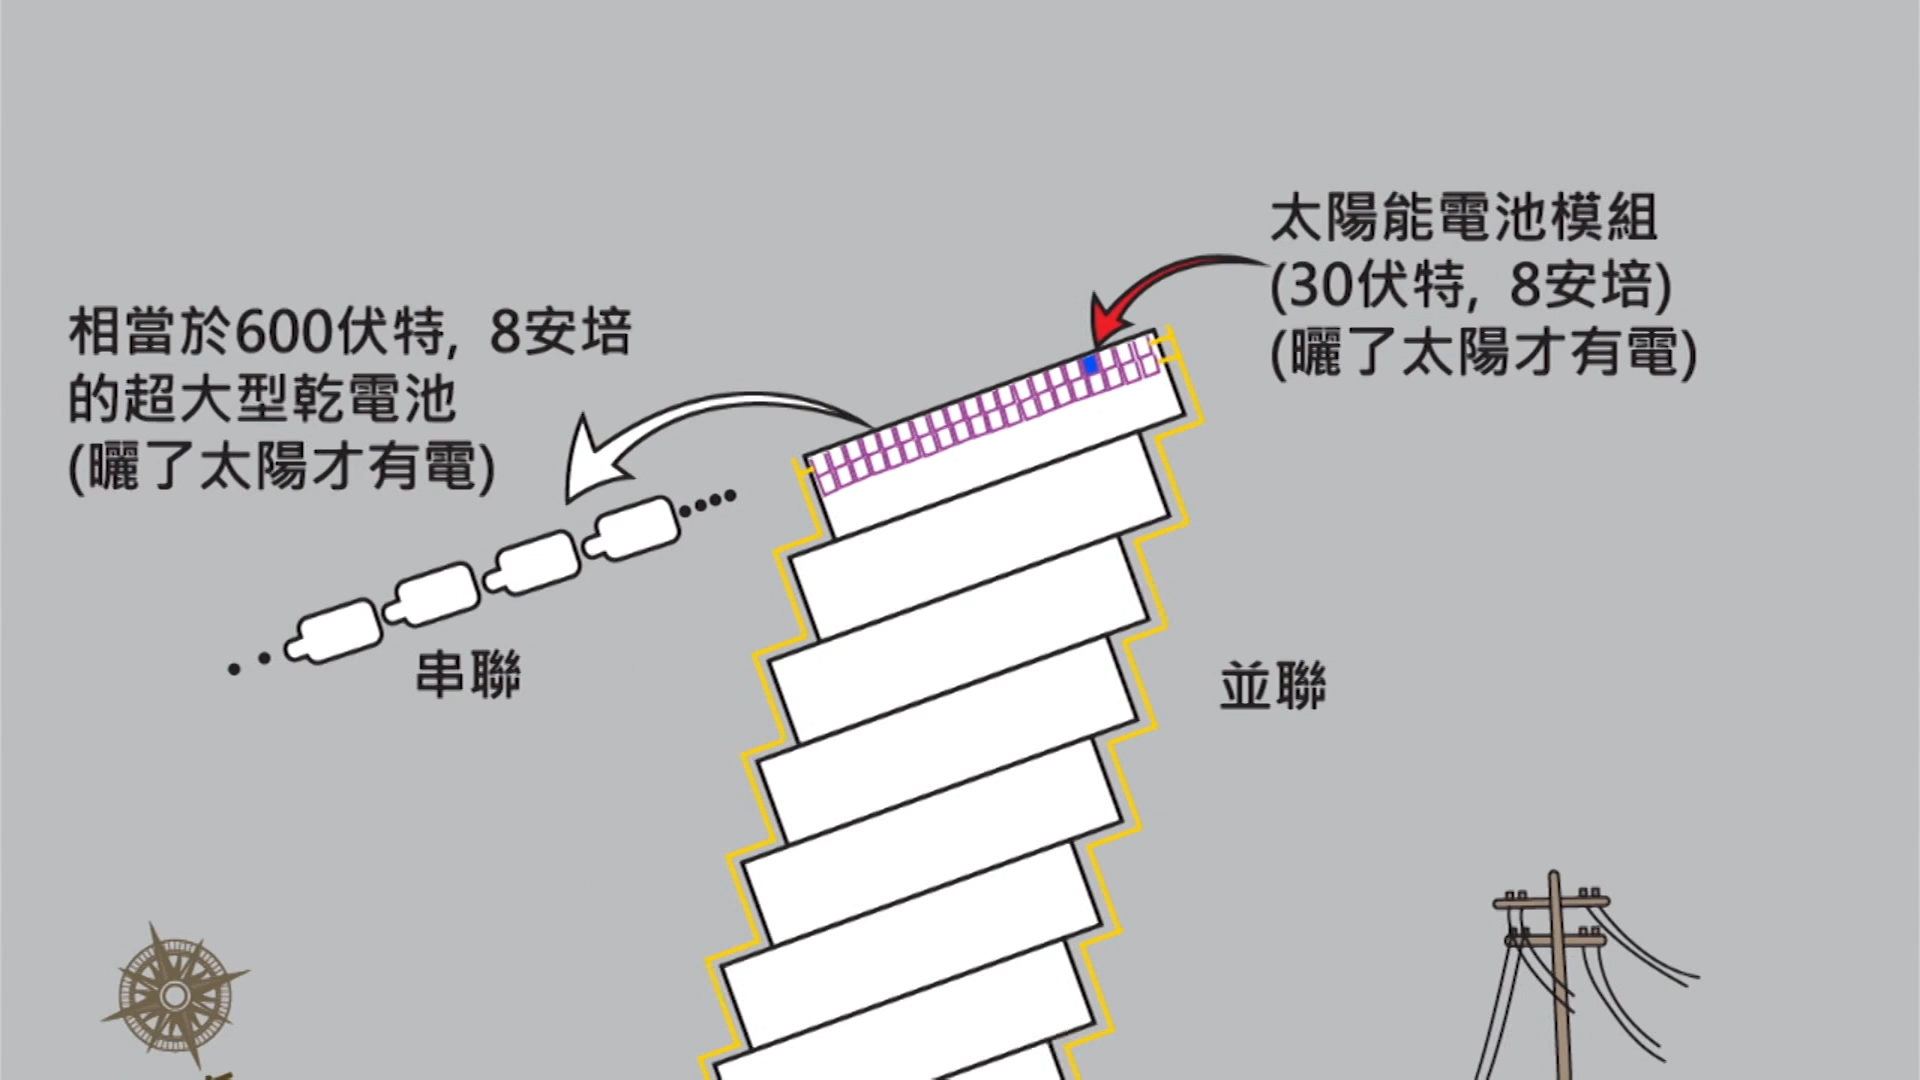 太陽能電池模組
(30伏特, 8安培)
(曬了太陽才有電)
相當於600伏特, 8安培
的超大型乾電池
(曬了太陽才有電)
串聯
並聯